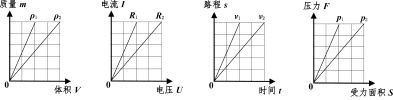 质量 m
ρ₁ ρ₂
0
体积 V
电流 I
R₁ R₂
0
电压 U
路程 s
v₁ v₂
0
时间 t
压力 F
p₁ p₂
0
受力面积 S